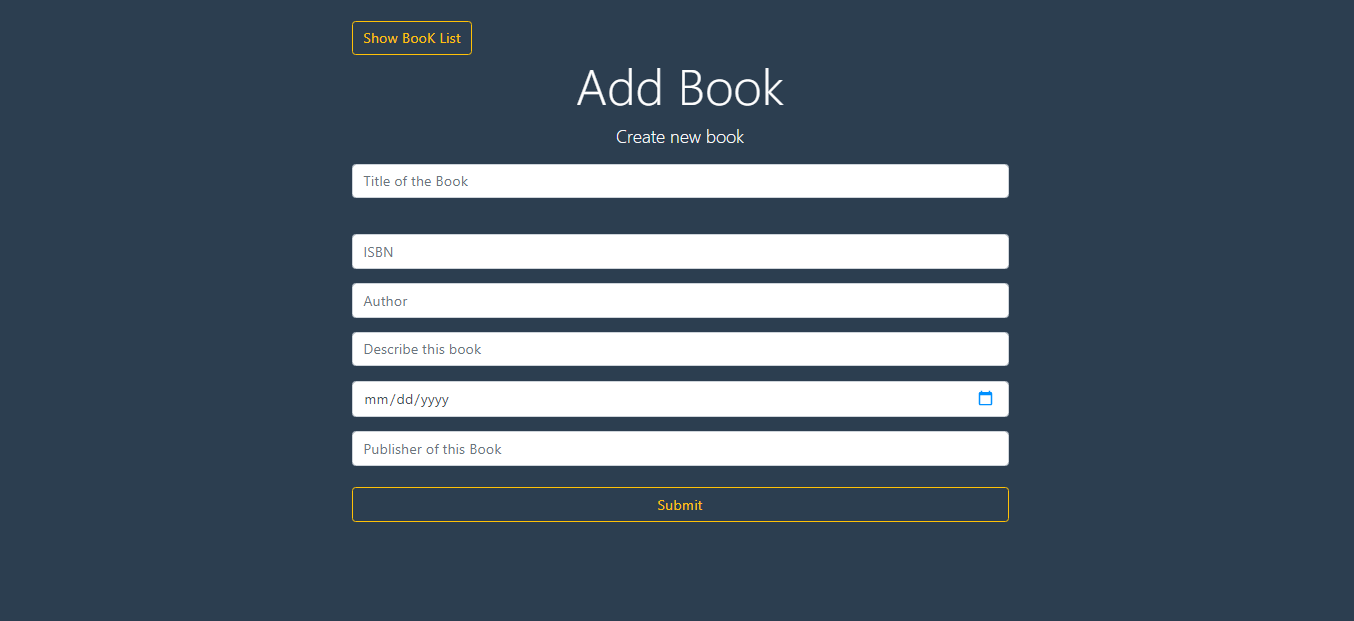 Show BooK List
Add Book
Create new book
Title of the Book
ISBN
Author
Describe this book
mm/dd/yyyy
Publisher of this Book
Submit